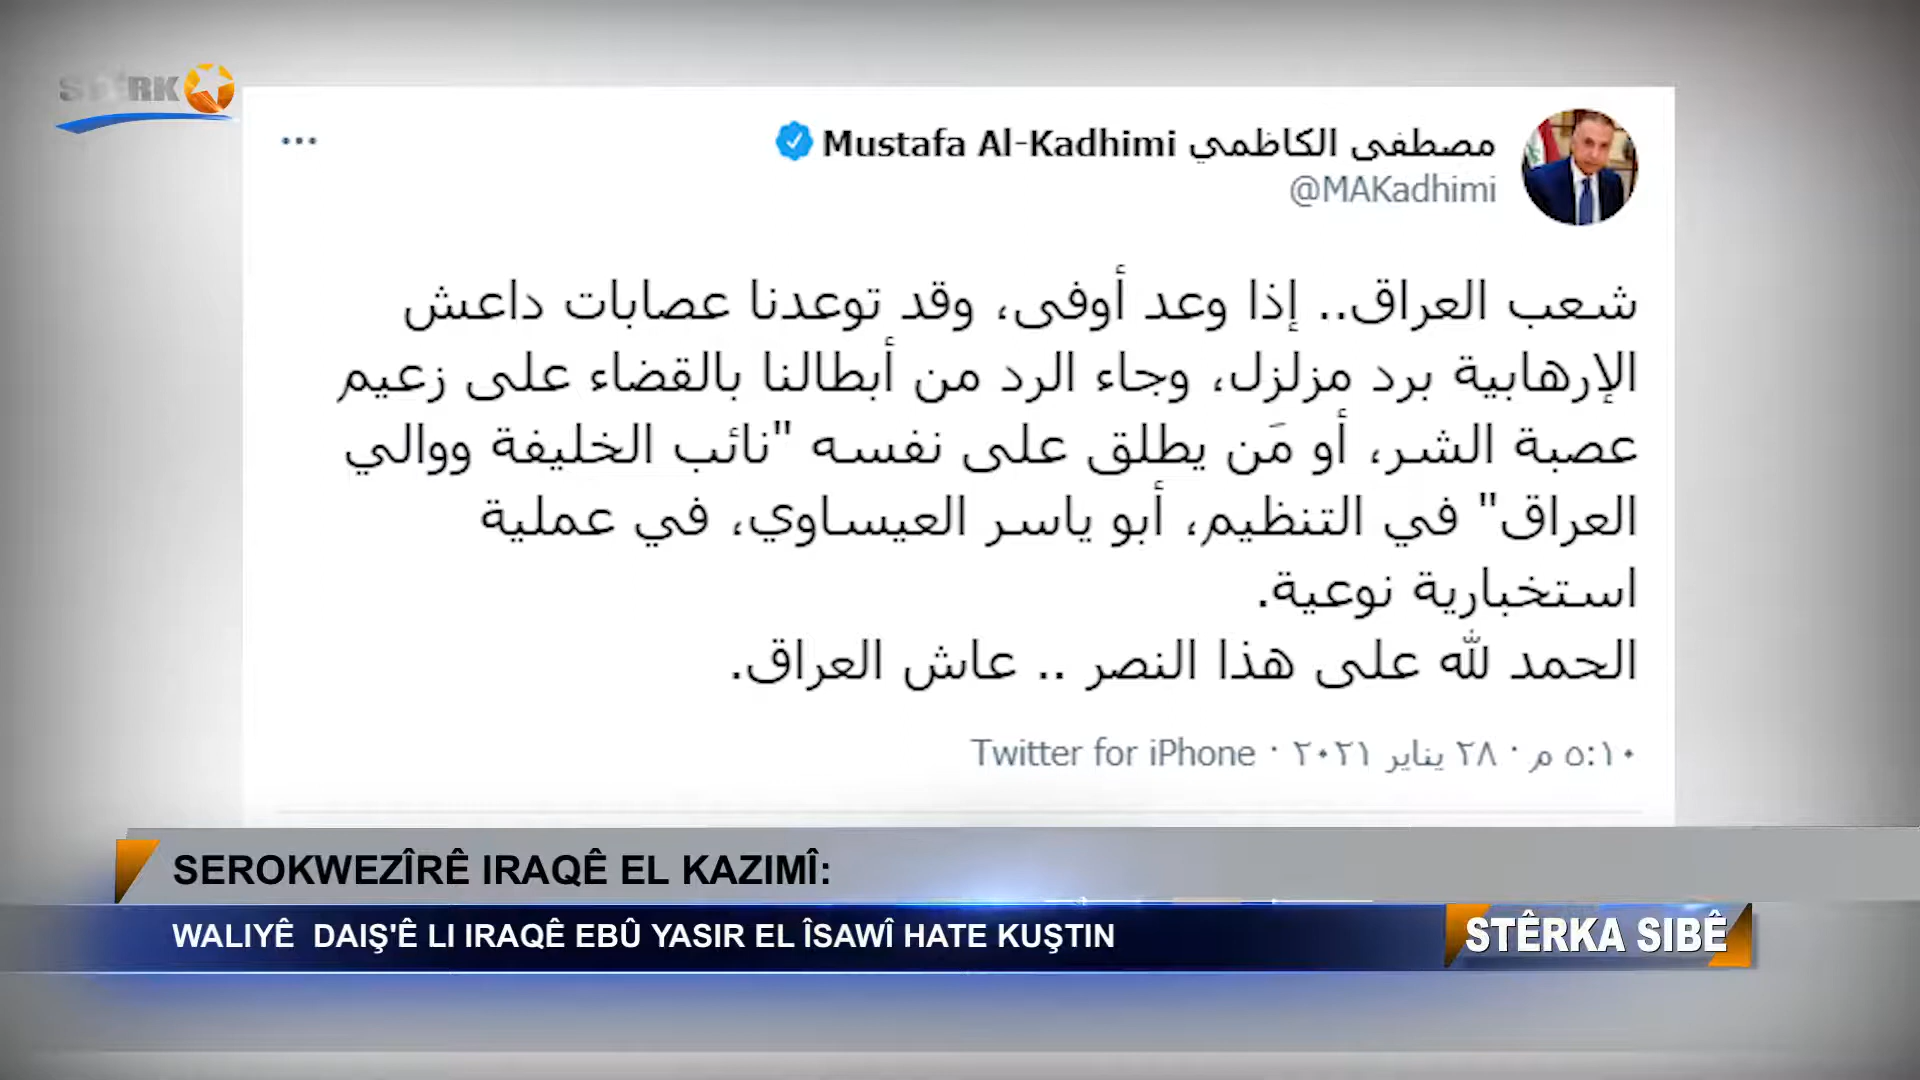 STÊRK
مصطفى الكاظمي Mustafa Al-Kadhimi
@MAKadhimi
شعب العراق.. إذا وعد أوفى، وقد توعدنا عصابات داعش
الإرهابية برد مزلزل، وجاء الرد من أبطالنا بالقضاء على زعيم
عصبة الشر، أو مَن يطلق على نفسه "نائب الخليفة ووالي
العراق" في التنظيم، أبو ياسر العيساوي، في عملية
استخبارية نوعية.
الحمد لله على هذا النصر .. عاش العراق.
٥:١٠ م · ٢٨ يناير ٢٠٢١ · Twitter for iPhone
SEROKWEZÎRÊ IRAQÊ EL KAZIMÎ:
WALIYÊ DAIŞ'Ê LI IRAQÊ EBÛ YASIR EL ÎSAWÎ HATE KUŞTIN
STÊRKA SIBÊ